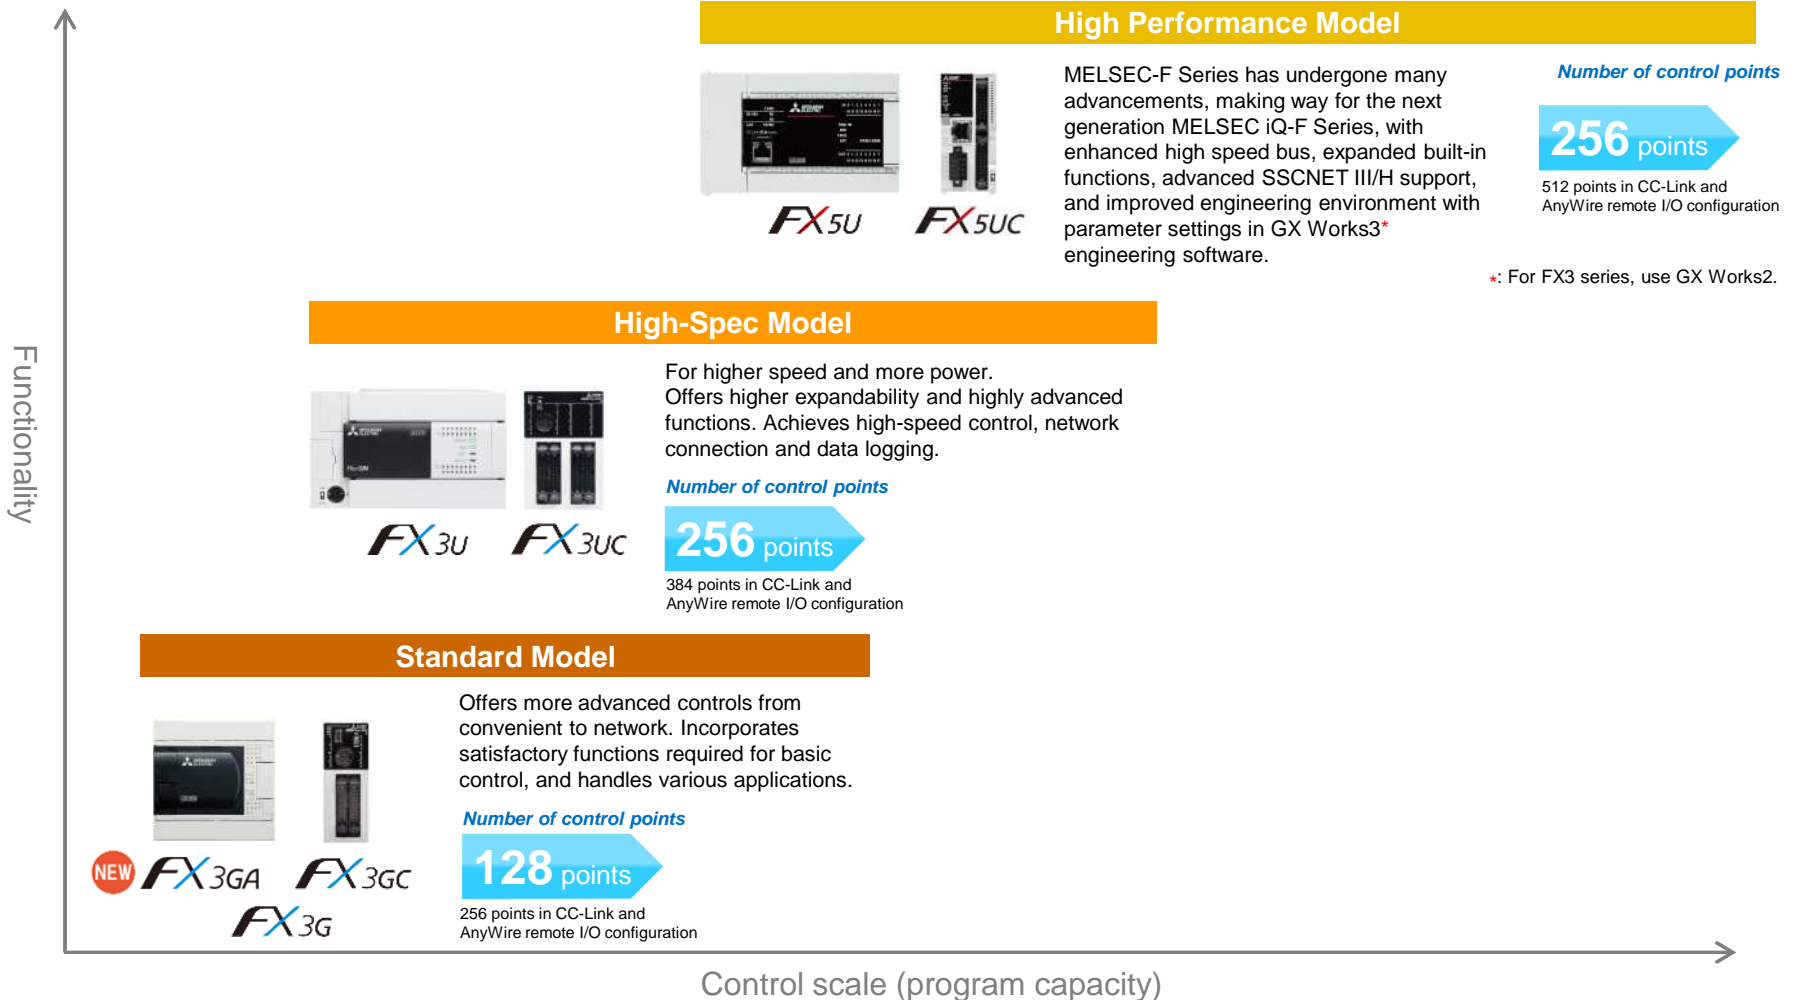 High Performance Model
MELSEC-F Series has undergone many
advancements, making way for the next
generation MELSEC iQ-F Series, with
enhanced high speed bus, expanded built-in
functions, advanced SSCNET III/H support,
and improved engineering environment with
parameter settings in GX Works3*
engineering software.
Number of control points
256 points
512 points in CC-Link and
AnyWire remote I/O configuration
*: For FX3 series, use GX Works2.
FX5U
FX5UC
High-Spec Model
For higher speed and more power.
Offers higher expandability and highly advanced
functions. Achieves high-speed control, network
connection and data logging.
Number of control points
256 points
384 points in CC-Link and
AnyWire remote I/O configuration
MITSUBISHI
ELECTRIC
FX3U
FX3UC
Functionality
Standard Model
Offers more advanced controls from
convenient to network. Incorporates
satisfactory functions required for basic
control, and handles various applications.
Number of control points
128 points
256 points in CC-Link and
AnyWire remote I/O configuration
NEW
FX3GA
FX3GC
FX3G
Control scale (program capacity)